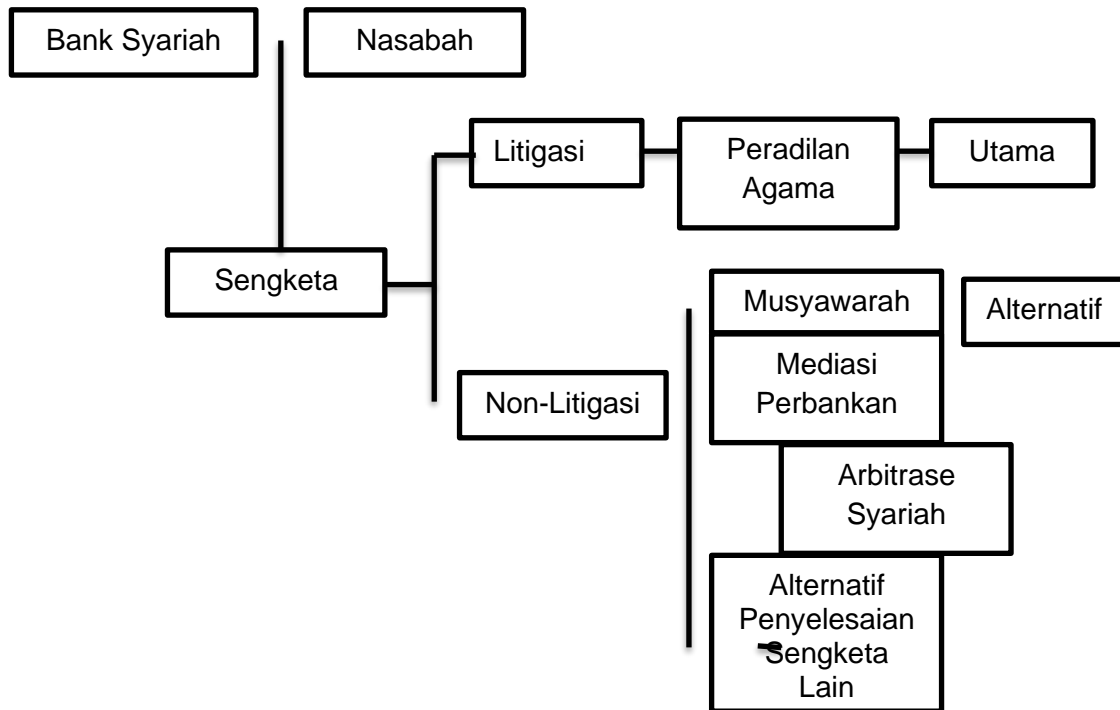 Bank Syariah
Nasabah
Litigasi
Peradilan
Agama
Utama
Sengketa
Musyawarah
Alternatif
Mediasi
Perbankan
Non-Litigasi
Arbitrase
Syariah
Alternatif
Penyelesaian
Sengketa
Lain